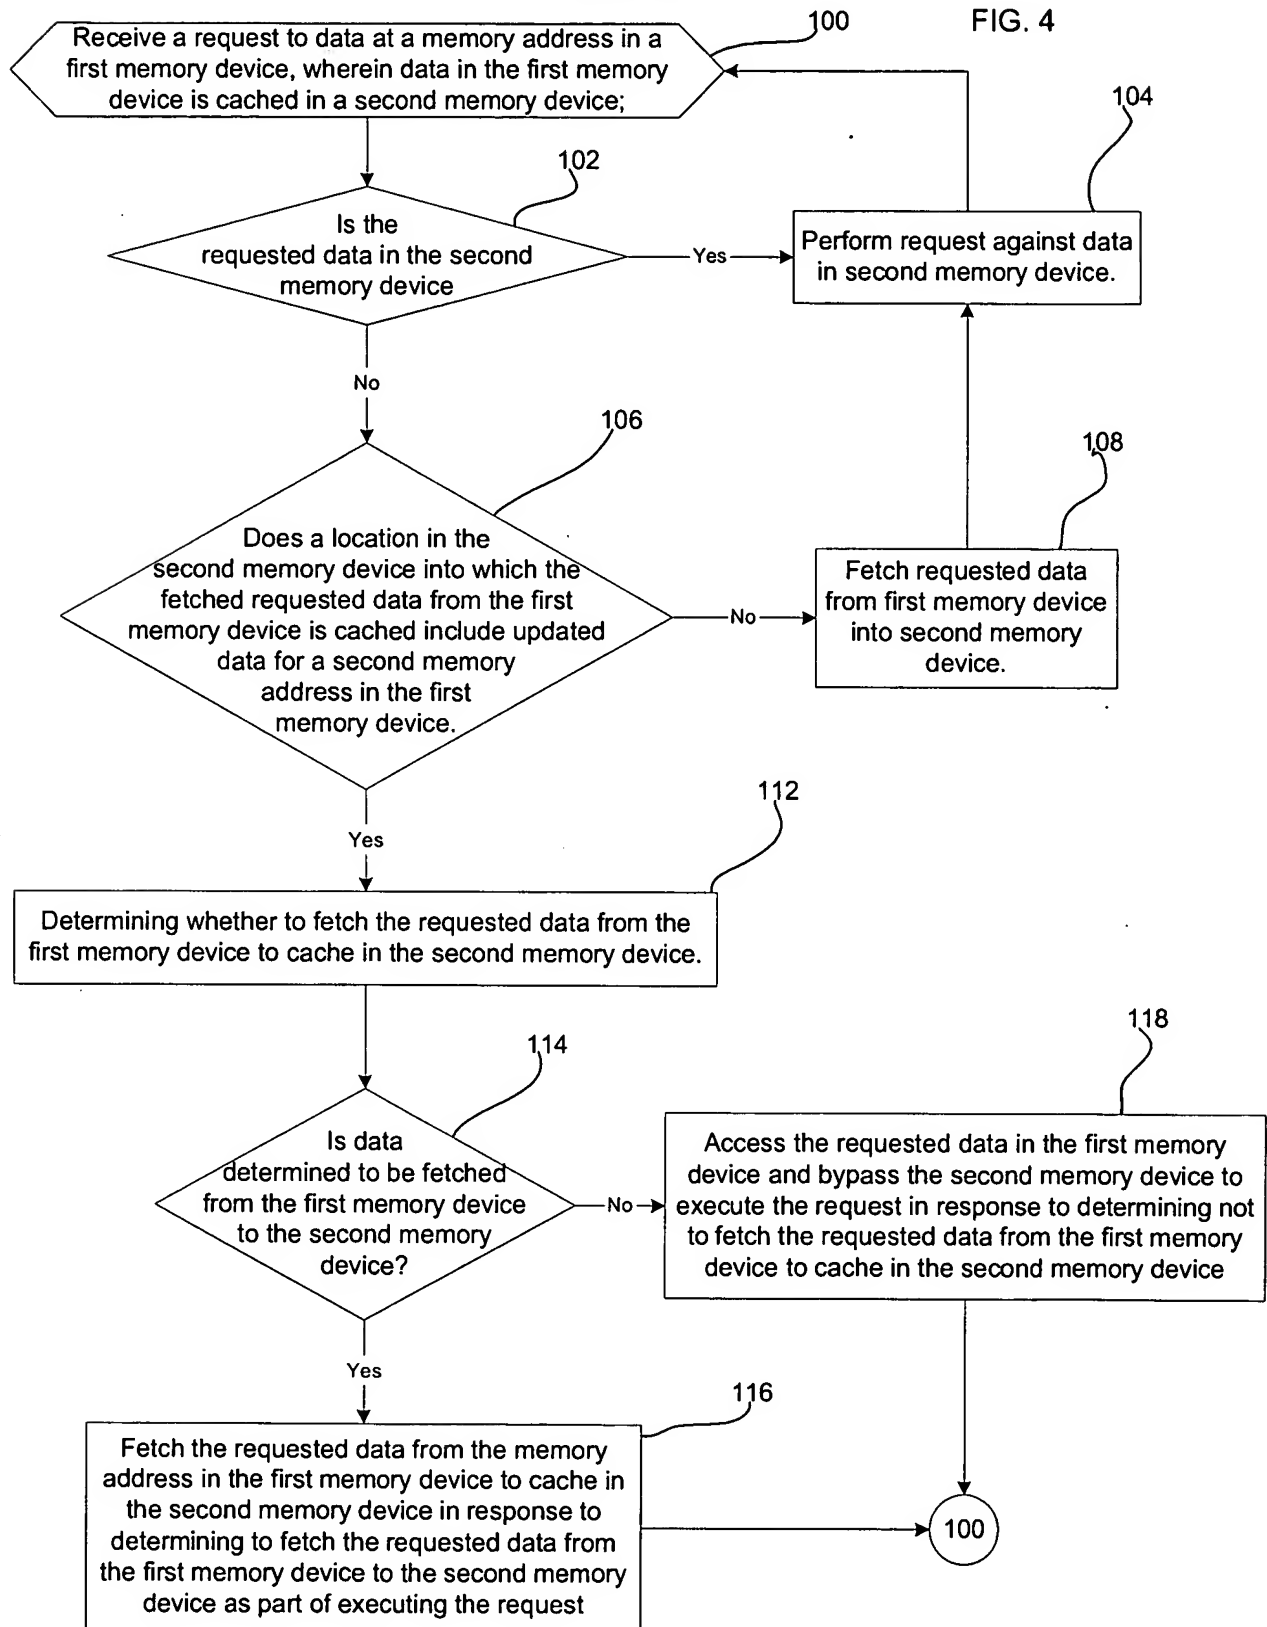 FIG. 4
100
Receive a request to data at a memory address in a
first memory device, wherein data in the first memory
device is cached in a second memory device;
102
Is the
requested data in the second
memory device
Yes
104
Perform request against data
in second memory device.
No
106
Does a location in the
second memory device into which the
fetched requested data from the first
memory device is cached include updated
data for a second memory
address in the first
memory device.
No
108
Fetch requested data
from first memory device
into second memory
device.
Yes
112
Determining whether to fetch the requested data from the
first memory device to cache in the second memory device.
114
Is data
determined to be fetched
from the first memory device
to the second memory
device?
No
118
Access the requested data in the first memory
device and bypass the second memory device to
execute the request in response to determining not
to fetch the requested data from the first memory
device to cache in the second memory device
Yes
116
Fetch the requested data from the memory
address in the first memory device to cache in
the second memory device in response to
determining to fetch the requested data from
the first memory device to the second memory
device as part of executing the request
100